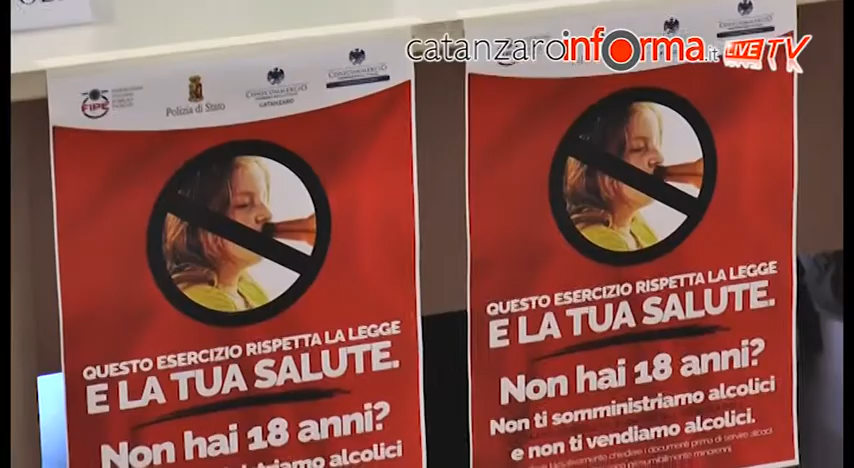 catanzaroinforma.it LIVE TV
FIPE
Polizia di Stato
CONFCOMMERCIO
CATANZARO
QUESTO ESERCIZIO RISPETTA LA LEGGE
E LA TUA SALUTE.
Non hai 18 anni?
QUESTO ESERCIZIO RISPETTA LA LEGGE
E LA TUA SALUTE.
Non hai 18 anni?
Non ti somministriamo alcolici
e non ti vendiamo alcolici.